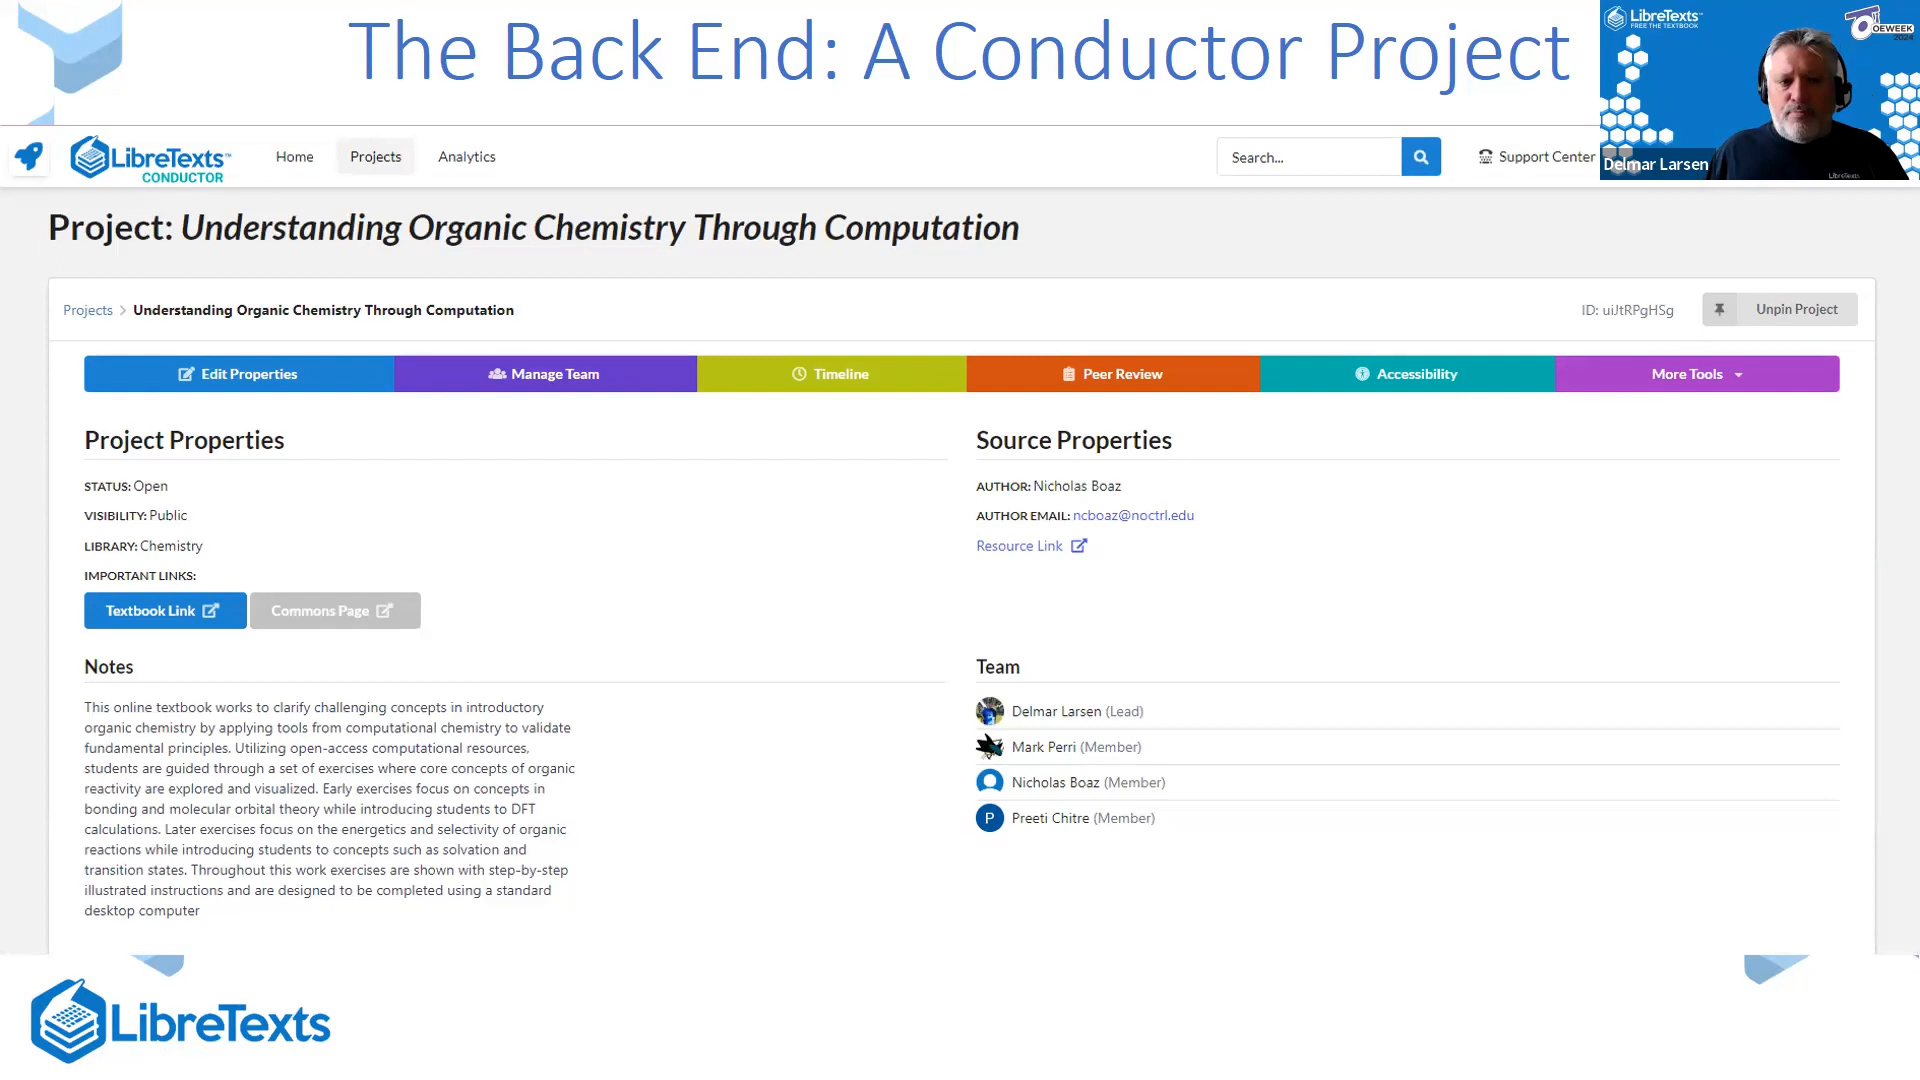 The Back End: A Conductor Project
LibreTexts
FREE THE TEXTBOOK
OEWEEK
2024
Delmar Larsen
LibreTexts
LibreTexts
CONDUCTOR
Home
Projects
Analytics
Search...
Support Center
Project: Understanding Organic Chemistry Through Computation
Projects > Understanding Organic Chemistry Through Computation
ID: uiJtRPgHSg
Unpin Project
Edit Properties
Manage Team
Timeline
Peer Review
Accessibility
More Tools
Project Properties
STATUS: Open
VISIBILITY: Public
LIBRARY: Chemistry
IMPORTANT LINKS:
Textbook Link
Commons Page
Source Properties
AUTHOR: Nicholas Boaz
AUTHOR EMAIL: ncboaz@noctrl.edu
Resource Link
Notes
This online textbook works to clarify challenging concepts in introductory
organic chemistry by applying tools from computational chemistry to validate
fundamental principles. Utilizing open-access computational resources,
students are guided through a set of exercises where core concepts of organic
reactivity are explored and visualized. Early exercises focus on concepts in
bonding and molecular orbital theory while introducing students to DFT
calculations. Later exercises focus on the energetics and selectivity of organic
reactions while introducing students to concepts such as solvation and
transition states. Throughout this work exercises are shown with step-by-step
illustrated instructions and are designed to be completed using a standard
desktop computer
Team
Delmar Larsen (Lead)
Mark Perri (Member)
Nicholas Boaz (Member)
P
Preeti Chitre (Member)
LibreTexts